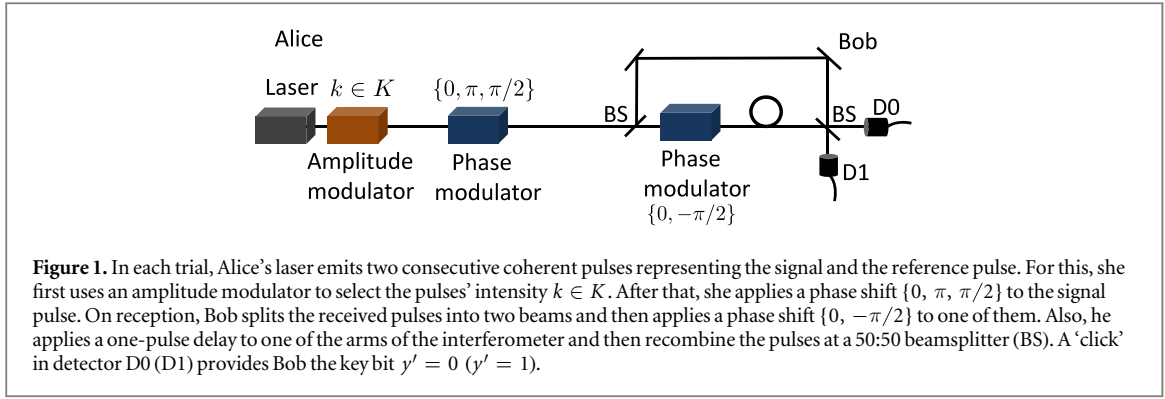 Alice
Bob
Laser k ∈ K {0, π, π/2}
BS
BS
D0
Amplitude
modulator
Phase
modulator
Phase
modulator
{0, −π/2}
D1
Figure 1. In each trial, Alice's laser emits two consecutive coherent pulses representing the signal and the reference pulse. For this, she
first uses an amplitude modulator to select the pulses' intensity k ∈ K. After that, she applies a phase shift {0, π, π/2} to the signal
pulse. On reception, Bob splits the received pulses into two beams and then applies a phase shift {0, −π/2} to one of them. Also, he
applies a one-pulse delay to one of the arms of the interferometer and then recombine the pulses at a 50:50 beamsplitter (BS). A 'click'
in detector D0 (D1) provides Bob the key bit y′ = 0 (y′ = 1).